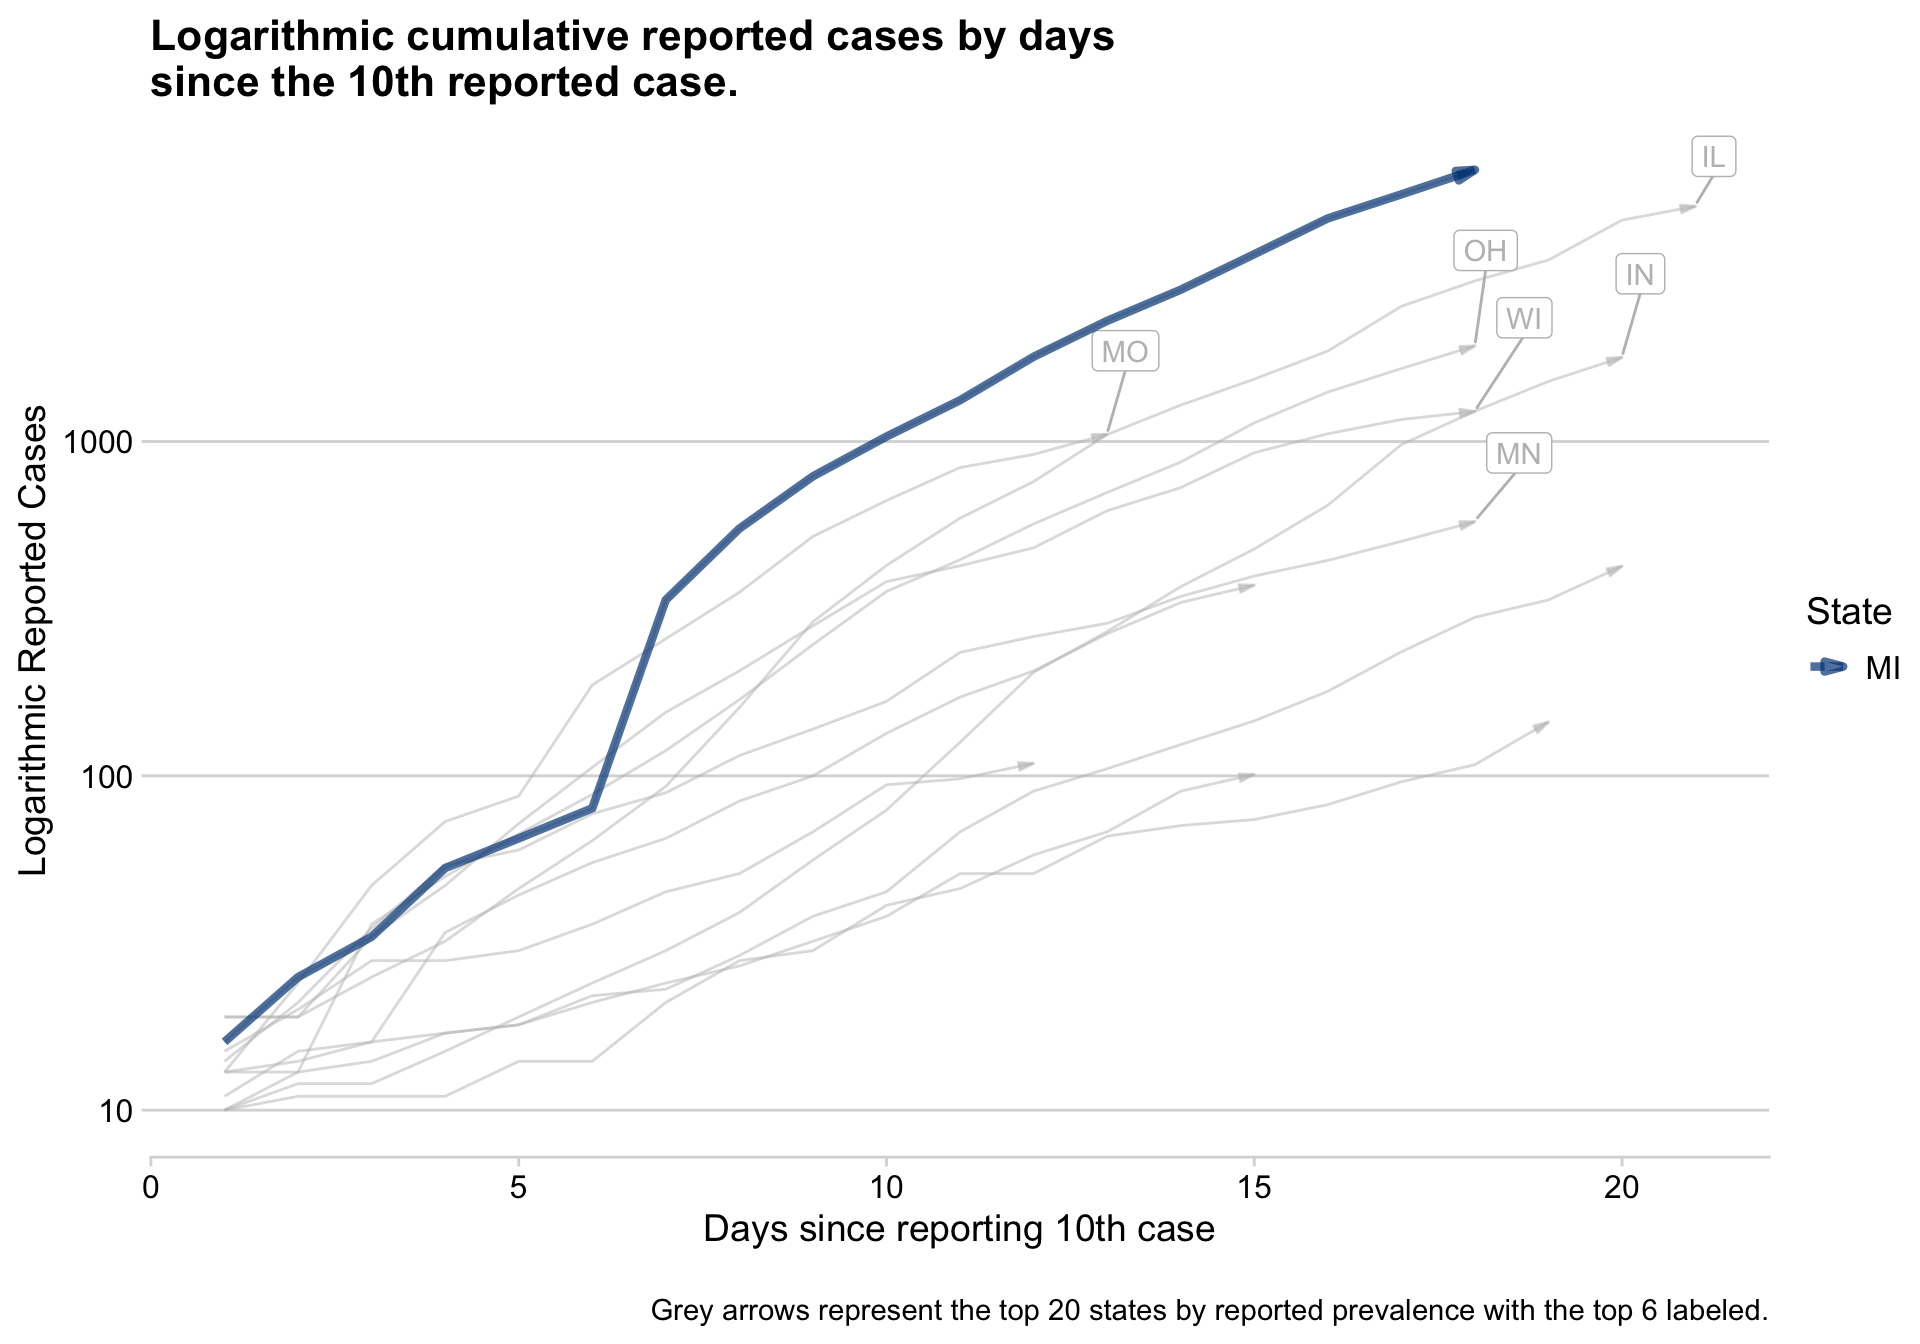 Logarithmic cumulative reported cases by days
since the 10th reported case.
IL
OH
IN
WI
MO
MN
Logarithmic Reported Cases
1000
100
10
State
MI
0 5 10 15 20
Days since reporting 10th case
Grey arrows represent the top 20 states by reported prevalence with the top 6 labeled.